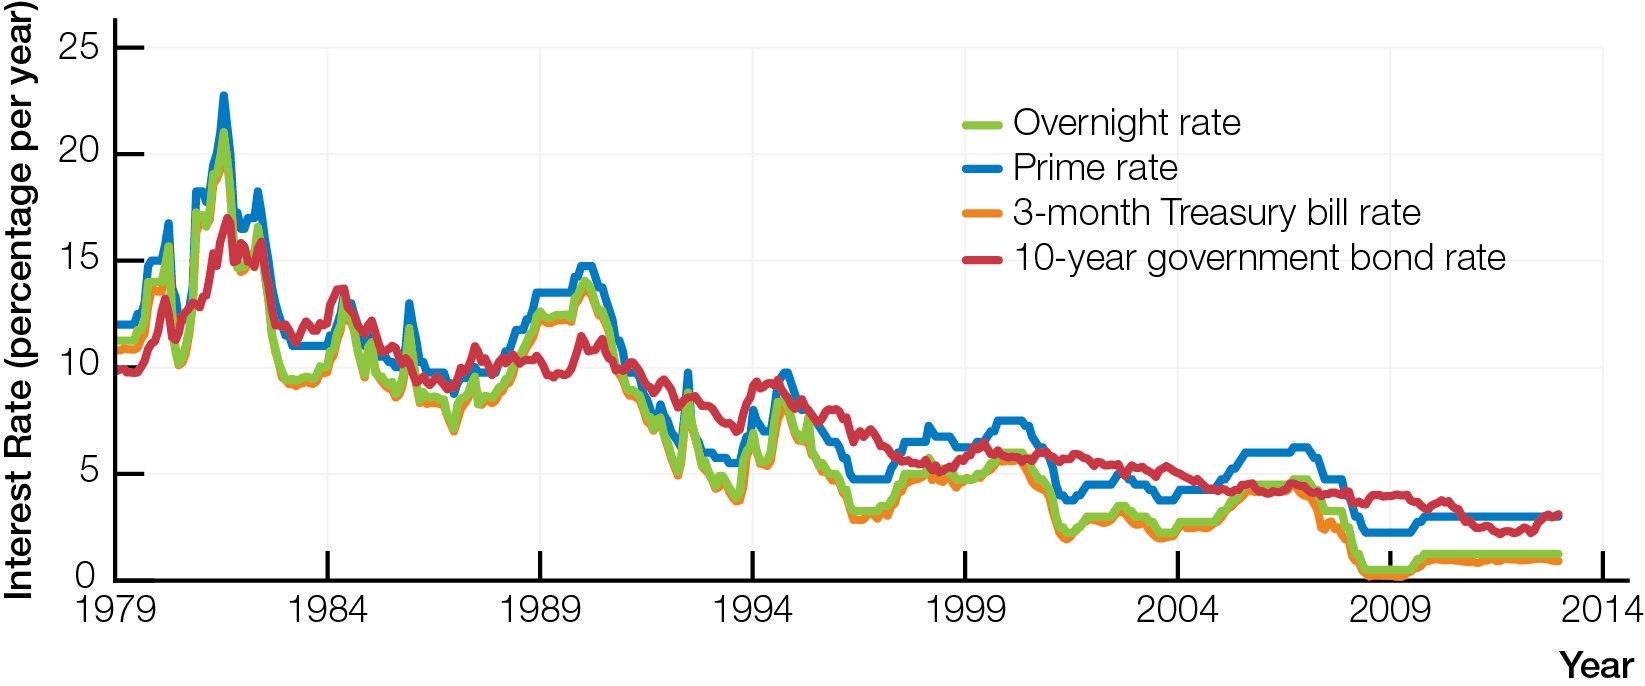 Interest Rate (percentage per year)
25
20
15
10
5
0
Overnight rate
Prime rate
3-month Treasury bill rate
10-year government bond rate
1979 1984 1989 1994 1999 2004 2009 2014
Year